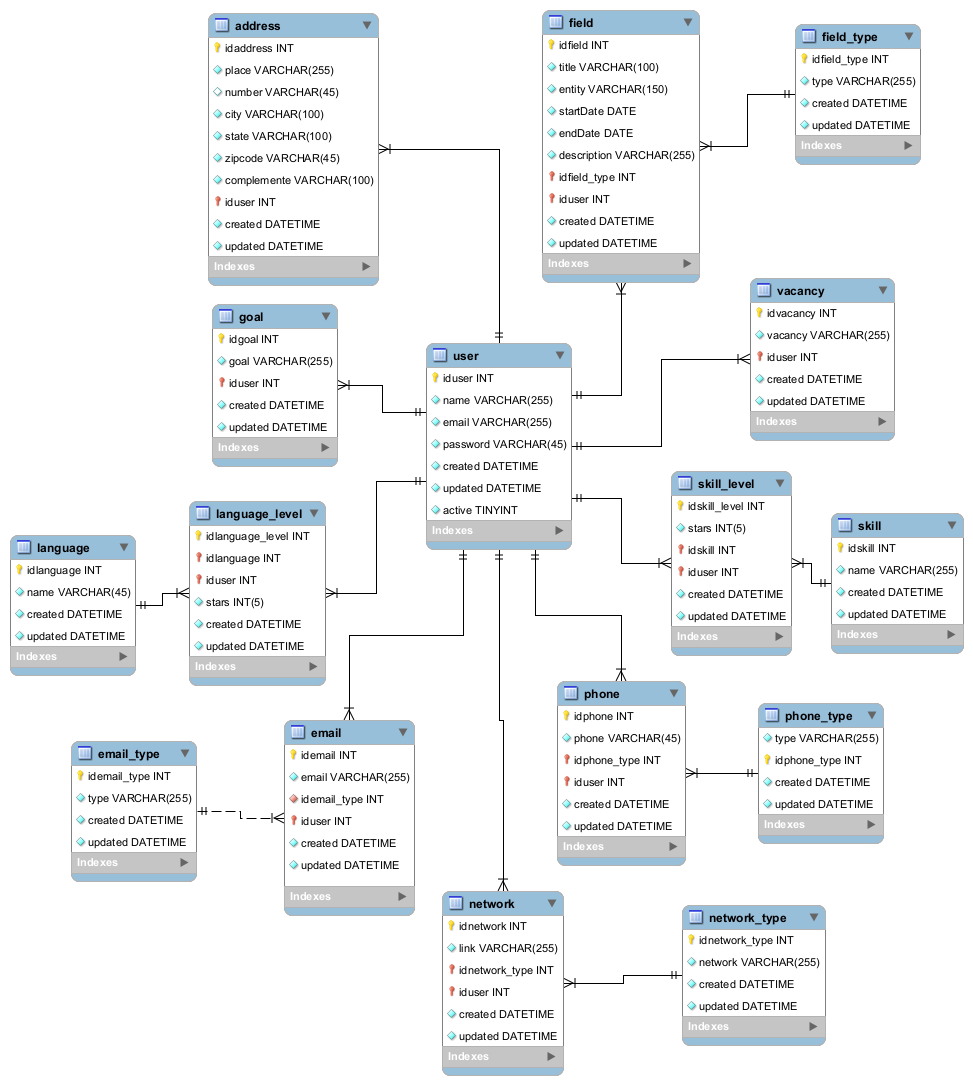 address
idaddress INT
place VARCHAR(255)
number VARCHAR(45)
city VARCHAR(100)
state VARCHAR(100)
zipcode VARCHAR(45)
complemente VARCHAR(100)
iduser INT
created DATETIME
updated DATETIME
Indexes
field
idfield INT
title VARCHAR(100)
entity VARCHAR(150)
startDate DATE
endDate DATE
description VARCHAR(255)
idfield_type INT
iduser INT
created DATETIME
updated DATETIME
Indexes
field_type
idfield_type INT
type VARCHAR(255)
created DATETIME
updated DATETIME
Indexes
goal
idgoal INT
goal VARCHAR(255)
iduser INT
created DATETIME
updated DATETIME
Indexes
user
iduser INT
name VARCHAR(255)
email VARCHAR(255)
password VARCHAR(45)
created DATETIME
updated DATETIME
active TINYINT
Indexes
vacancy
idvacancy INT
vacancy VARCHAR(255)
iduser INT
created DATETIME
updated DATETIME
Indexes
language
idlanguage INT
name VARCHAR(45)
created DATETIME
updated DATETIME
Indexes
language_level
idlanguage_level INT
idlanguage INT
iduser INT
stars INT(5)
created DATETIME
updated DATETIME
Indexes
skill_level
idskill_level INT
stars INT(5)
idskill INT
iduser INT
created DATETIME
updated DATETIME
Indexes
skill
idskill INT
name VARCHAR(255)
created DATETIME
updated DATETIME
Indexes
email_type
idemail_type INT
type VARCHAR(255)
created DATETIME
updated DATETIME
Indexes
email
idemail INT
email VARCHAR(255)
idemail_type INT
iduser INT
created DATETIME
updated DATETIME
Indexes
phone
idphone INT
phone VARCHAR(45)
idphone_type INT
iduser INT
created DATETIME
updated DATETIME
Indexes
phone_type
type VARCHAR(255)
idphone_type INT
created DATETIME
updated DATETIME
Indexes
network
idnetwork INT
link VARCHAR(255)
idnetwork_type INT
iduser INT
created DATETIME
updated DATETIME
Indexes
network_type
idnetwork_type INT
network VARCHAR(255)
created DATETIME
updated DATETIME
Indexes